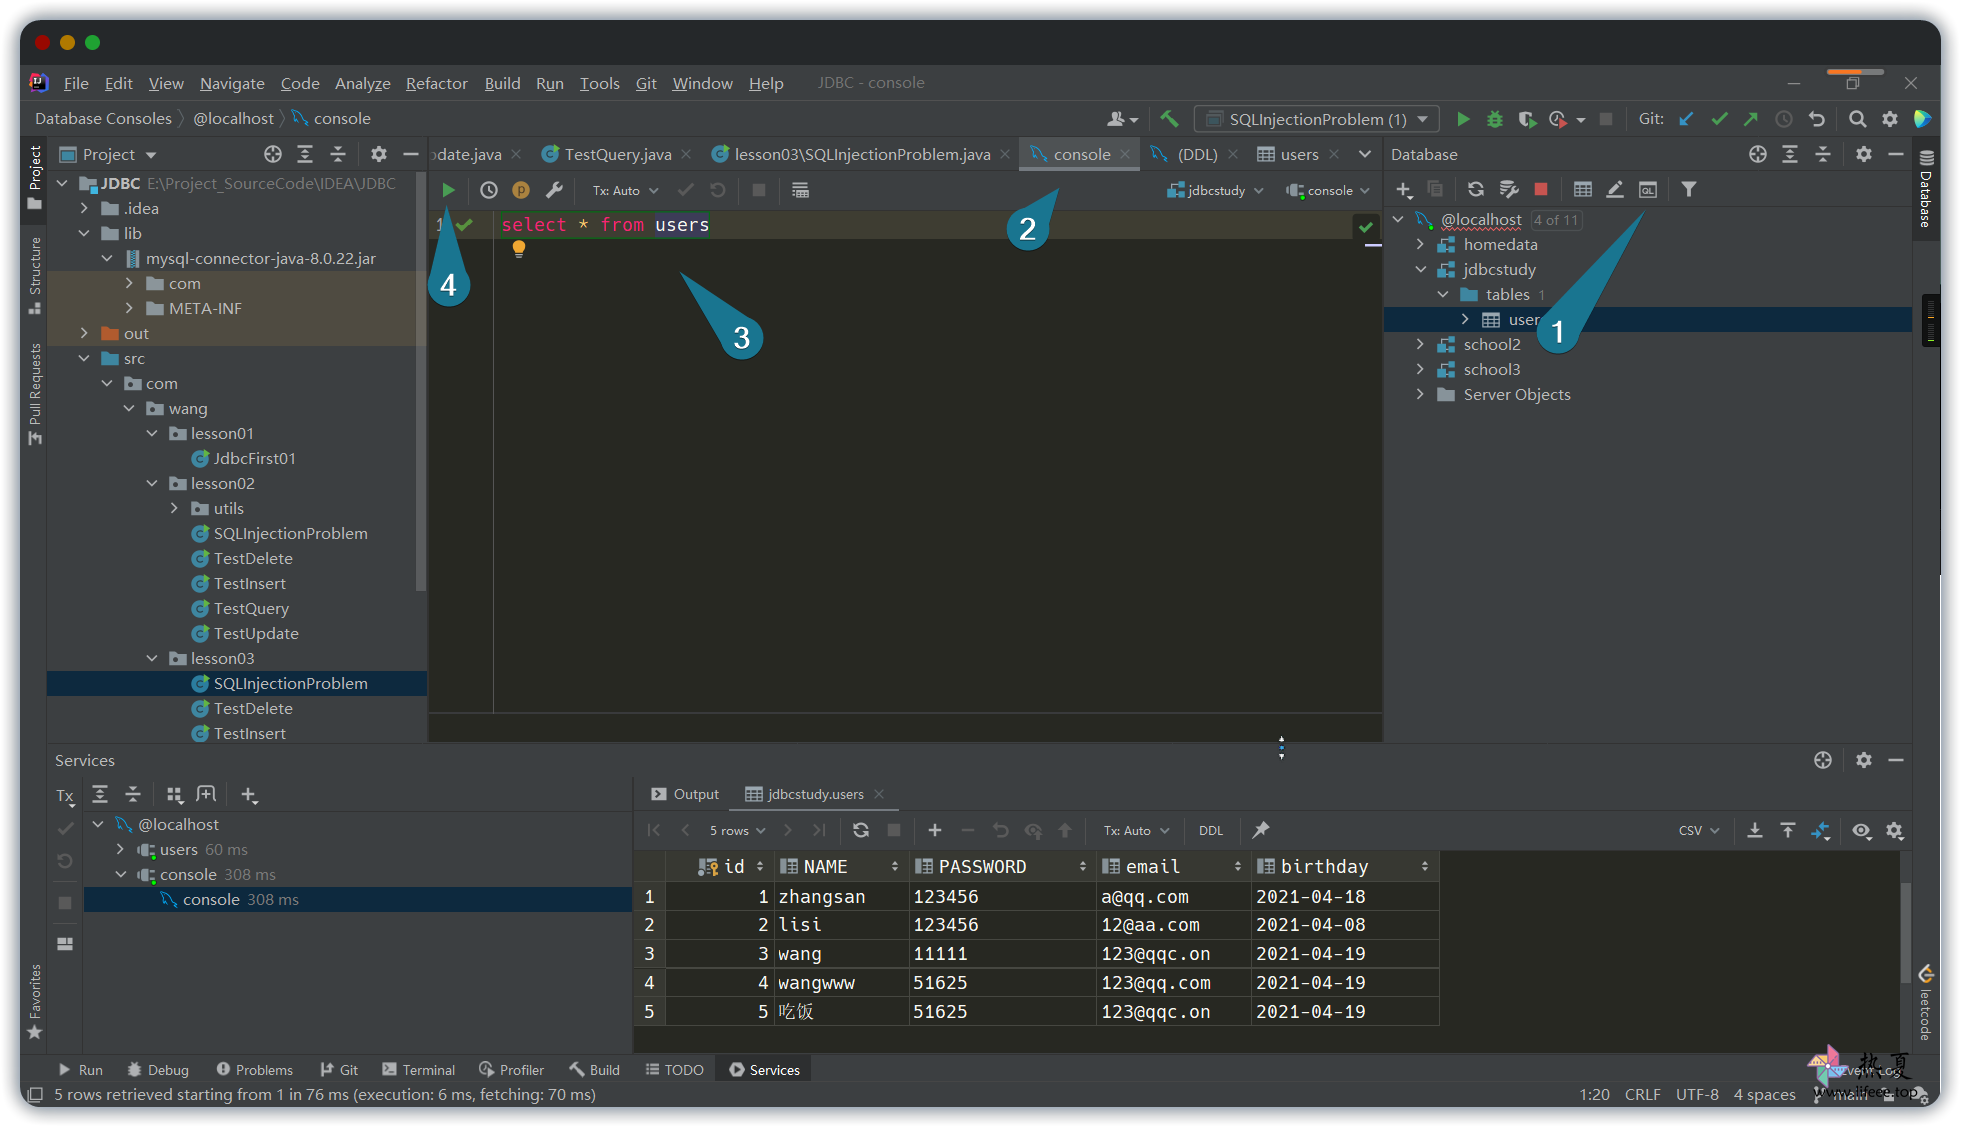 File Edit View Navigate Code Analyze Refactor Build Run Tools Git Window Help JDBC - console
Database Consoles @localhost console
SQLInjectionProblem (1) Git:
Project
pdate.java TestQuery.java lesson03\SQLInjectionProblem.java console (DDL) users
Database
Tx: Auto jdbcstudy console
1 select * from users
Project
Structure
Pull Requests
Favorites
JDBC E:\Project_SourceCode\IDEA\JDBC
.idea
lib
mysql-connector-java-8.0.22.jar
com
META-INF
out
src
com
wang
lesson01
JdbcFirst01
lesson02
utils
SQLInjectionProblem
TestDelete
TestInsert
TestQuery
TestUpdate
lesson03
SQLInjectionProblem
TestDelete
TestInsert
1
2
3
4
@localhost 4 of 11
homedata
jdbcstudy
tables 1
user
school2
school3
Server Objects
Database
leetcode
Services
Tx
@localhost
users 60 ms
console 308 ms
console 308 ms
Output jdbcstudy.users
5 rows Tx: Auto DDL CSV
id NAME PASSWORD email birthday
1 1 zhangsan 123456 a@qq.com 2021-04-18
2 2 lisi 123456 12@aa.com 2021-04-08
3 3 wang 11111 123@qqc.on 2021-04-19
4 4 wangwww 51625 123@qq.com 2021-04-19
5 5 吃饭 51625 123@qqc.on 2021-04-19
Run Debug Problems Git Terminal Profiler Build TODO Services Event Log
5 rows retrieved starting from 1 in 76 ms (execution: 6 ms, fetching: 70 ms)
1:20 CRLF UTF-8 4 spaces main
热夏
www.lifeee.top